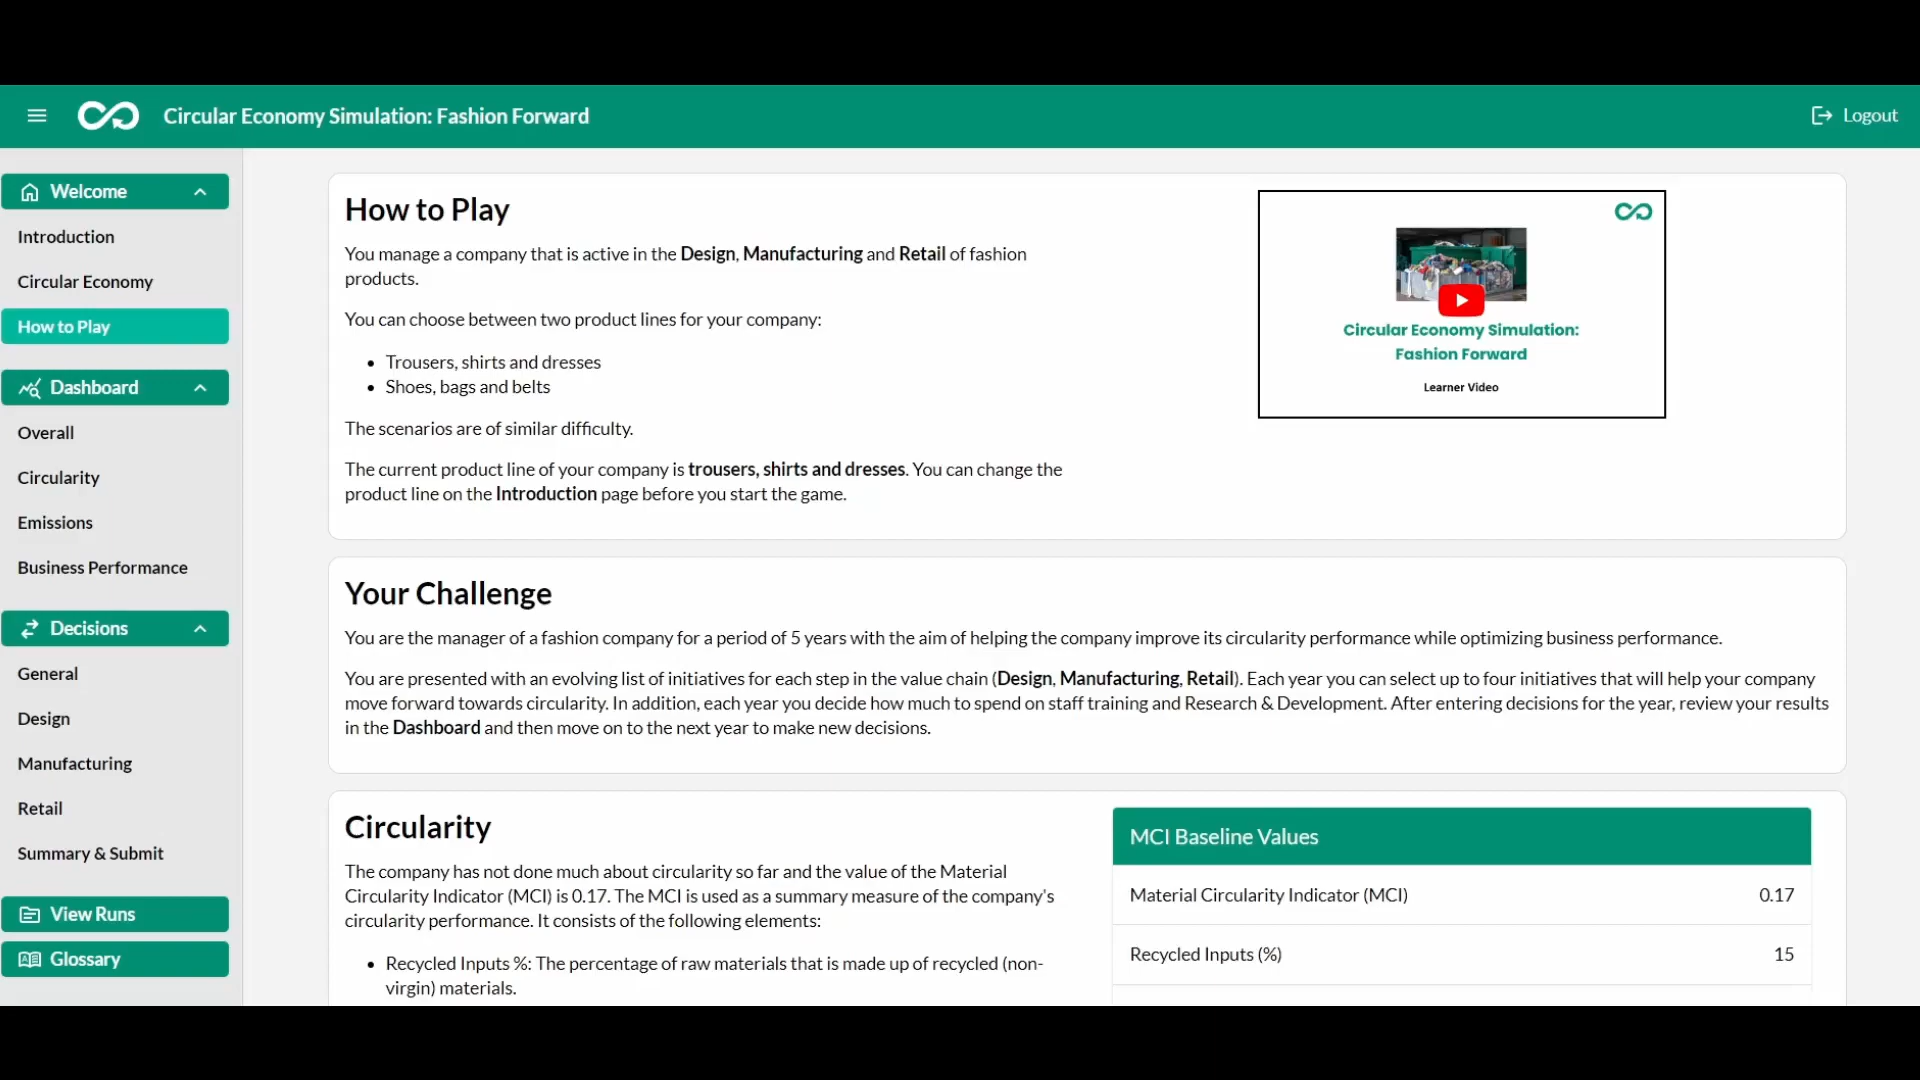 Circular Economy Simulation: Fashion Forward
Logout
Welcome
Introduction
Circular Economy
How to Play
Dashboard
Overall
Circularity
Emissions
Business Performance
Decisions
General
Design
Manufacturing
Retail
Summary & Submit
View Runs
Glossary
How to Play
You manage a company that is active in the Design, Manufacturing and Retail of fashion
products.
You can choose between two product lines for your company:
• Trousers, shirts and dresses
• Shoes, bags and belts
The scenarios are of similar difficulty.
The current product line of your company is trousers, shirts and dresses. You can change the
product line on the Introduction page before you start the game.
Circular Economy Simulation:
Fashion Forward
Learner Video
Your Challenge
You are the manager of a fashion company for a period of 5 years with the aim of helping the company improve its circularity performance while optimizing business performance.
You are presented with an evolving list of initiatives for each step in the value chain (Design, Manufacturing, Retail). Each year you can select up to four initiatives that will help your company
move forward towards circularity. In addition, each year you decide how much to spend on staff training and Research & Development. After entering decisions for the year, review your results
in the Dashboard and then move on to the next year to make new decisions.
Circularity
The company has not done much about circularity so far and the value of the Material
Circularity Indicator (MCI) is 0.17. The MCI is used as a summary measure of the company's
circularity performance. It consists of the following elements:
• Recycled Inputs %: The percentage of raw materials that is made up of recycled (non-
virgin) materials.
MCI Baseline Values
Material Circularity Indicator (MCI) 0.17
Recycled Inputs (%) 15